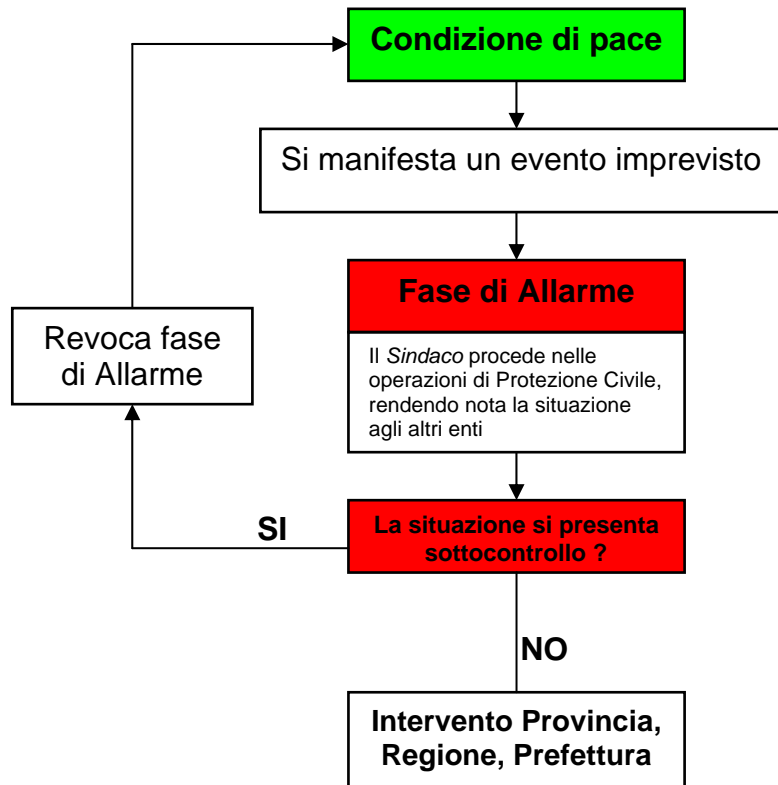 Condizione di pace
Si manifesta un evento imprevisto
Fase di Allarme
Il Sindaco procede nelle
operazioni di Protezione Civile,
rendendo nota la situazione
agli altri enti
Revoca fase
di Allarme
La situazione si presenta
sottocontrollo ?
SI
NO
Intervento Provincia,
Regione, Prefettura